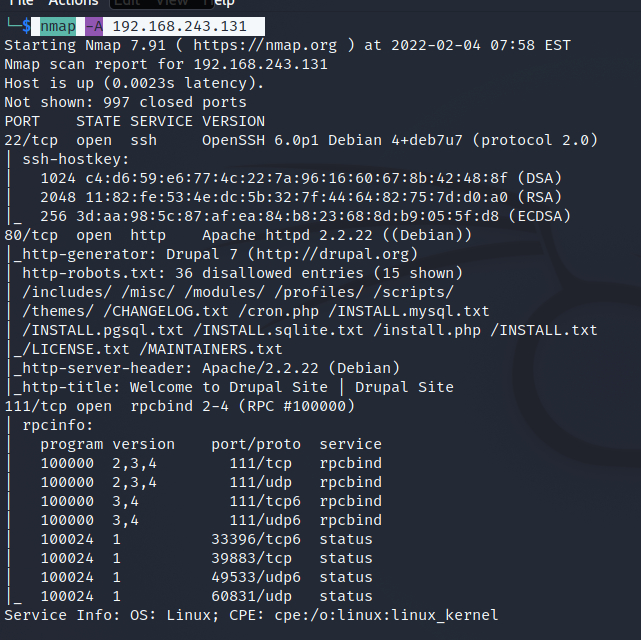 File Actions Edit View Help
└─$ nmap -A 192.168.243.131
Starting Nmap 7.91 ( https://nmap.org ) at 2022-02-04 07:58 EST
Nmap scan report for 192.168.243.131
Host is up (0.0023s latency).
Not shown: 997 closed ports
PORT    STATE SERVICE VERSION
22/tcp  open  ssh     OpenSSH 6.0p1 Debian 4+deb7u7 (protocol 2.0)
| ssh-hostkey:
|   1024 c4:d6:59:e6:77:4c:22:7a:96:16:60:67:8b:42:48:8f (DSA)
|   2048 11:82:fe:53:4e:dc:5b:32:7f:44:64:82:75:7d:d0:a0 (RSA)
|_  256 3d:aa:98:5c:87:af:ea:84:b8:23:68:8d:b9:05:5f:d8 (ECDSA)
80/tcp  open  http    Apache httpd 2.2.22 ((Debian))
|_http-generator: Drupal 7 (http://drupal.org)
| http-robots.txt: 36 disallowed entries (15 shown)
| /includes/ /misc/ /modules/ /profiles/ /scripts/
| /themes/ /CHANGELOG.txt /cron.php /INSTALL.mysql.txt
| /INSTALL.pgsql.txt /INSTALL.sqlite.txt /install.php /INSTALL.txt
|_/LICENSE.txt /MAINTAINERS.txt
|_http-server-header: Apache/2.2.22 (Debian)
|_http-title: Welcome to Drupal Site | Drupal Site
111/tcp open  rpcbind 2-4 (RPC #100000)
| rpcinfo:
|   program version    port/proto  service
|   100000  2,3,4        111/tcp   rpcbind
|   100000  2,3,4        111/udp   rpcbind
|   100000  3,4          111/tcp6  rpcbind
|   100000  3,4          111/udp6  rpcbind
|   100024  1          33396/tcp6  status
|   100024  1          39883/tcp   status
|   100024  1          49533/udp6  status
|_  100024  1          60831/udp   status
Service Info: OS: Linux; CPE: cpe:/o:linux:linux_kernel